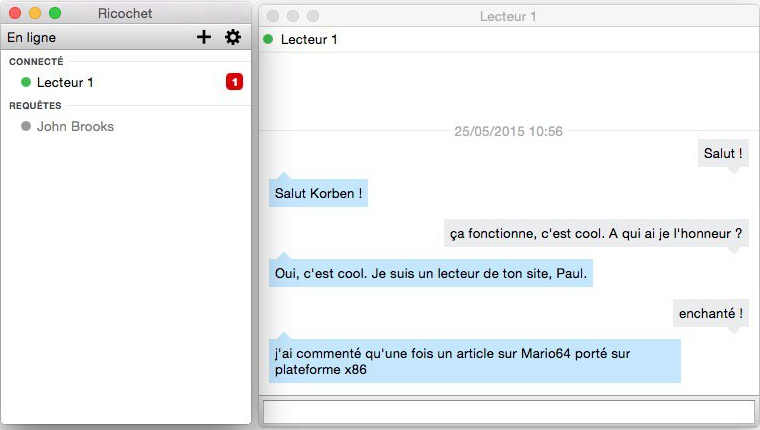 Ricochet
En ligne
CONNECTÉ
Lecteur 1
1
REQUÊTES
John Brooks
Lecteur 1
Lecteur 1
25/05/2015 10:56
Salut !
Salut Korben !
ça fonctionne, c'est cool. A qui ai je l'honneur ?
Oui, c'est cool. Je suis un lecteur de ton site, Paul.
enchanté !
j'ai commenté qu'une fois un article sur Mario64 porté sur
plateforme x86